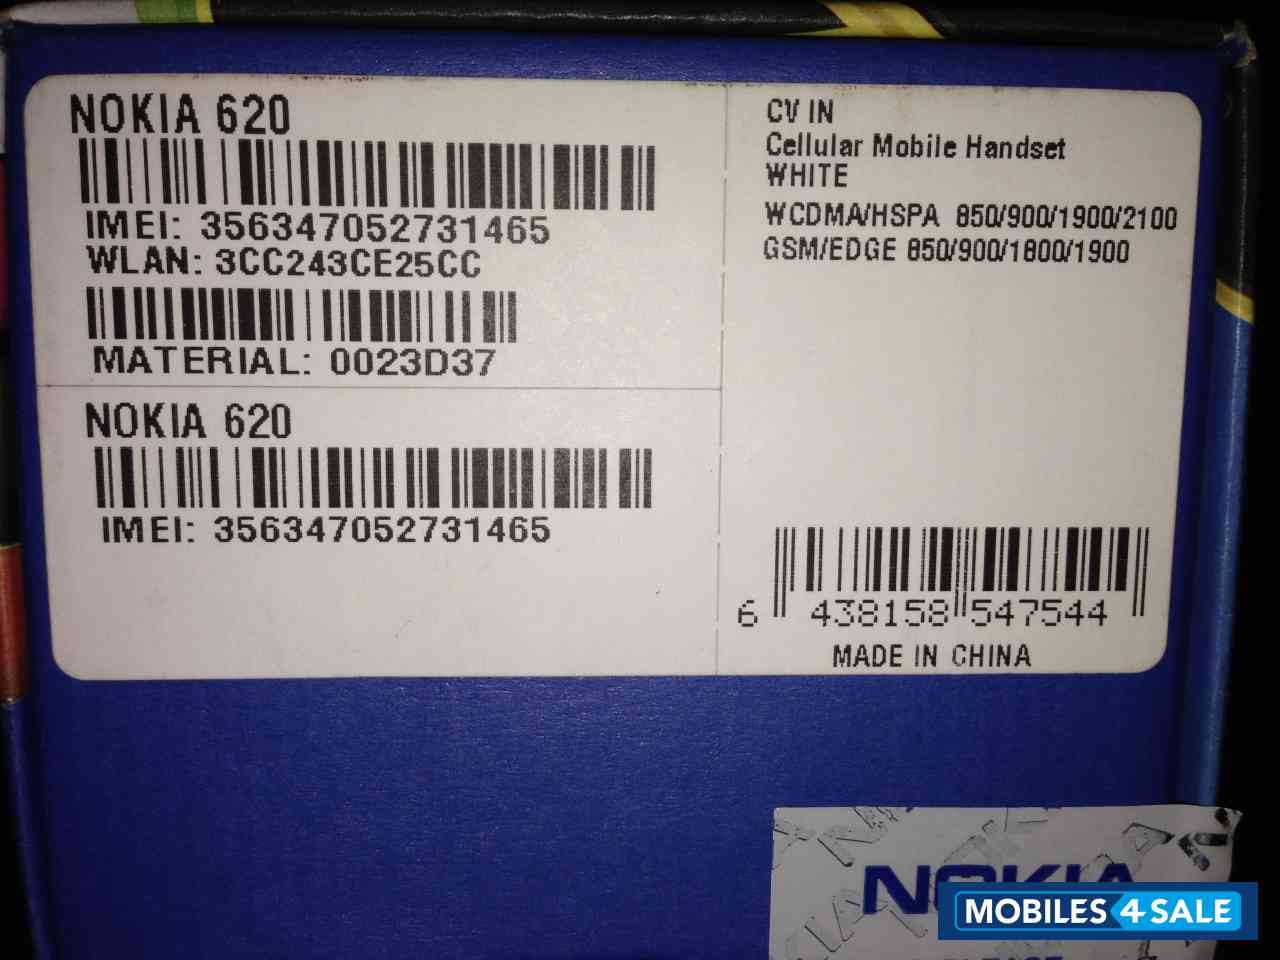 NOKIA 620
IMEI: 356347052731465
WLAN: 3CC243CE25CC
MATERIAL: 0023D37
NOKIA 620
IMEI: 356347052731465
CV IN
Cellular Mobile Handset
WHITE
WCDMA/HSPA 850/900/1900/2100
GSM/EDGE 850/900/1800/1900
6 438158 547544
MADE IN CHINA
NOKIA
MOBILES 4 SALE